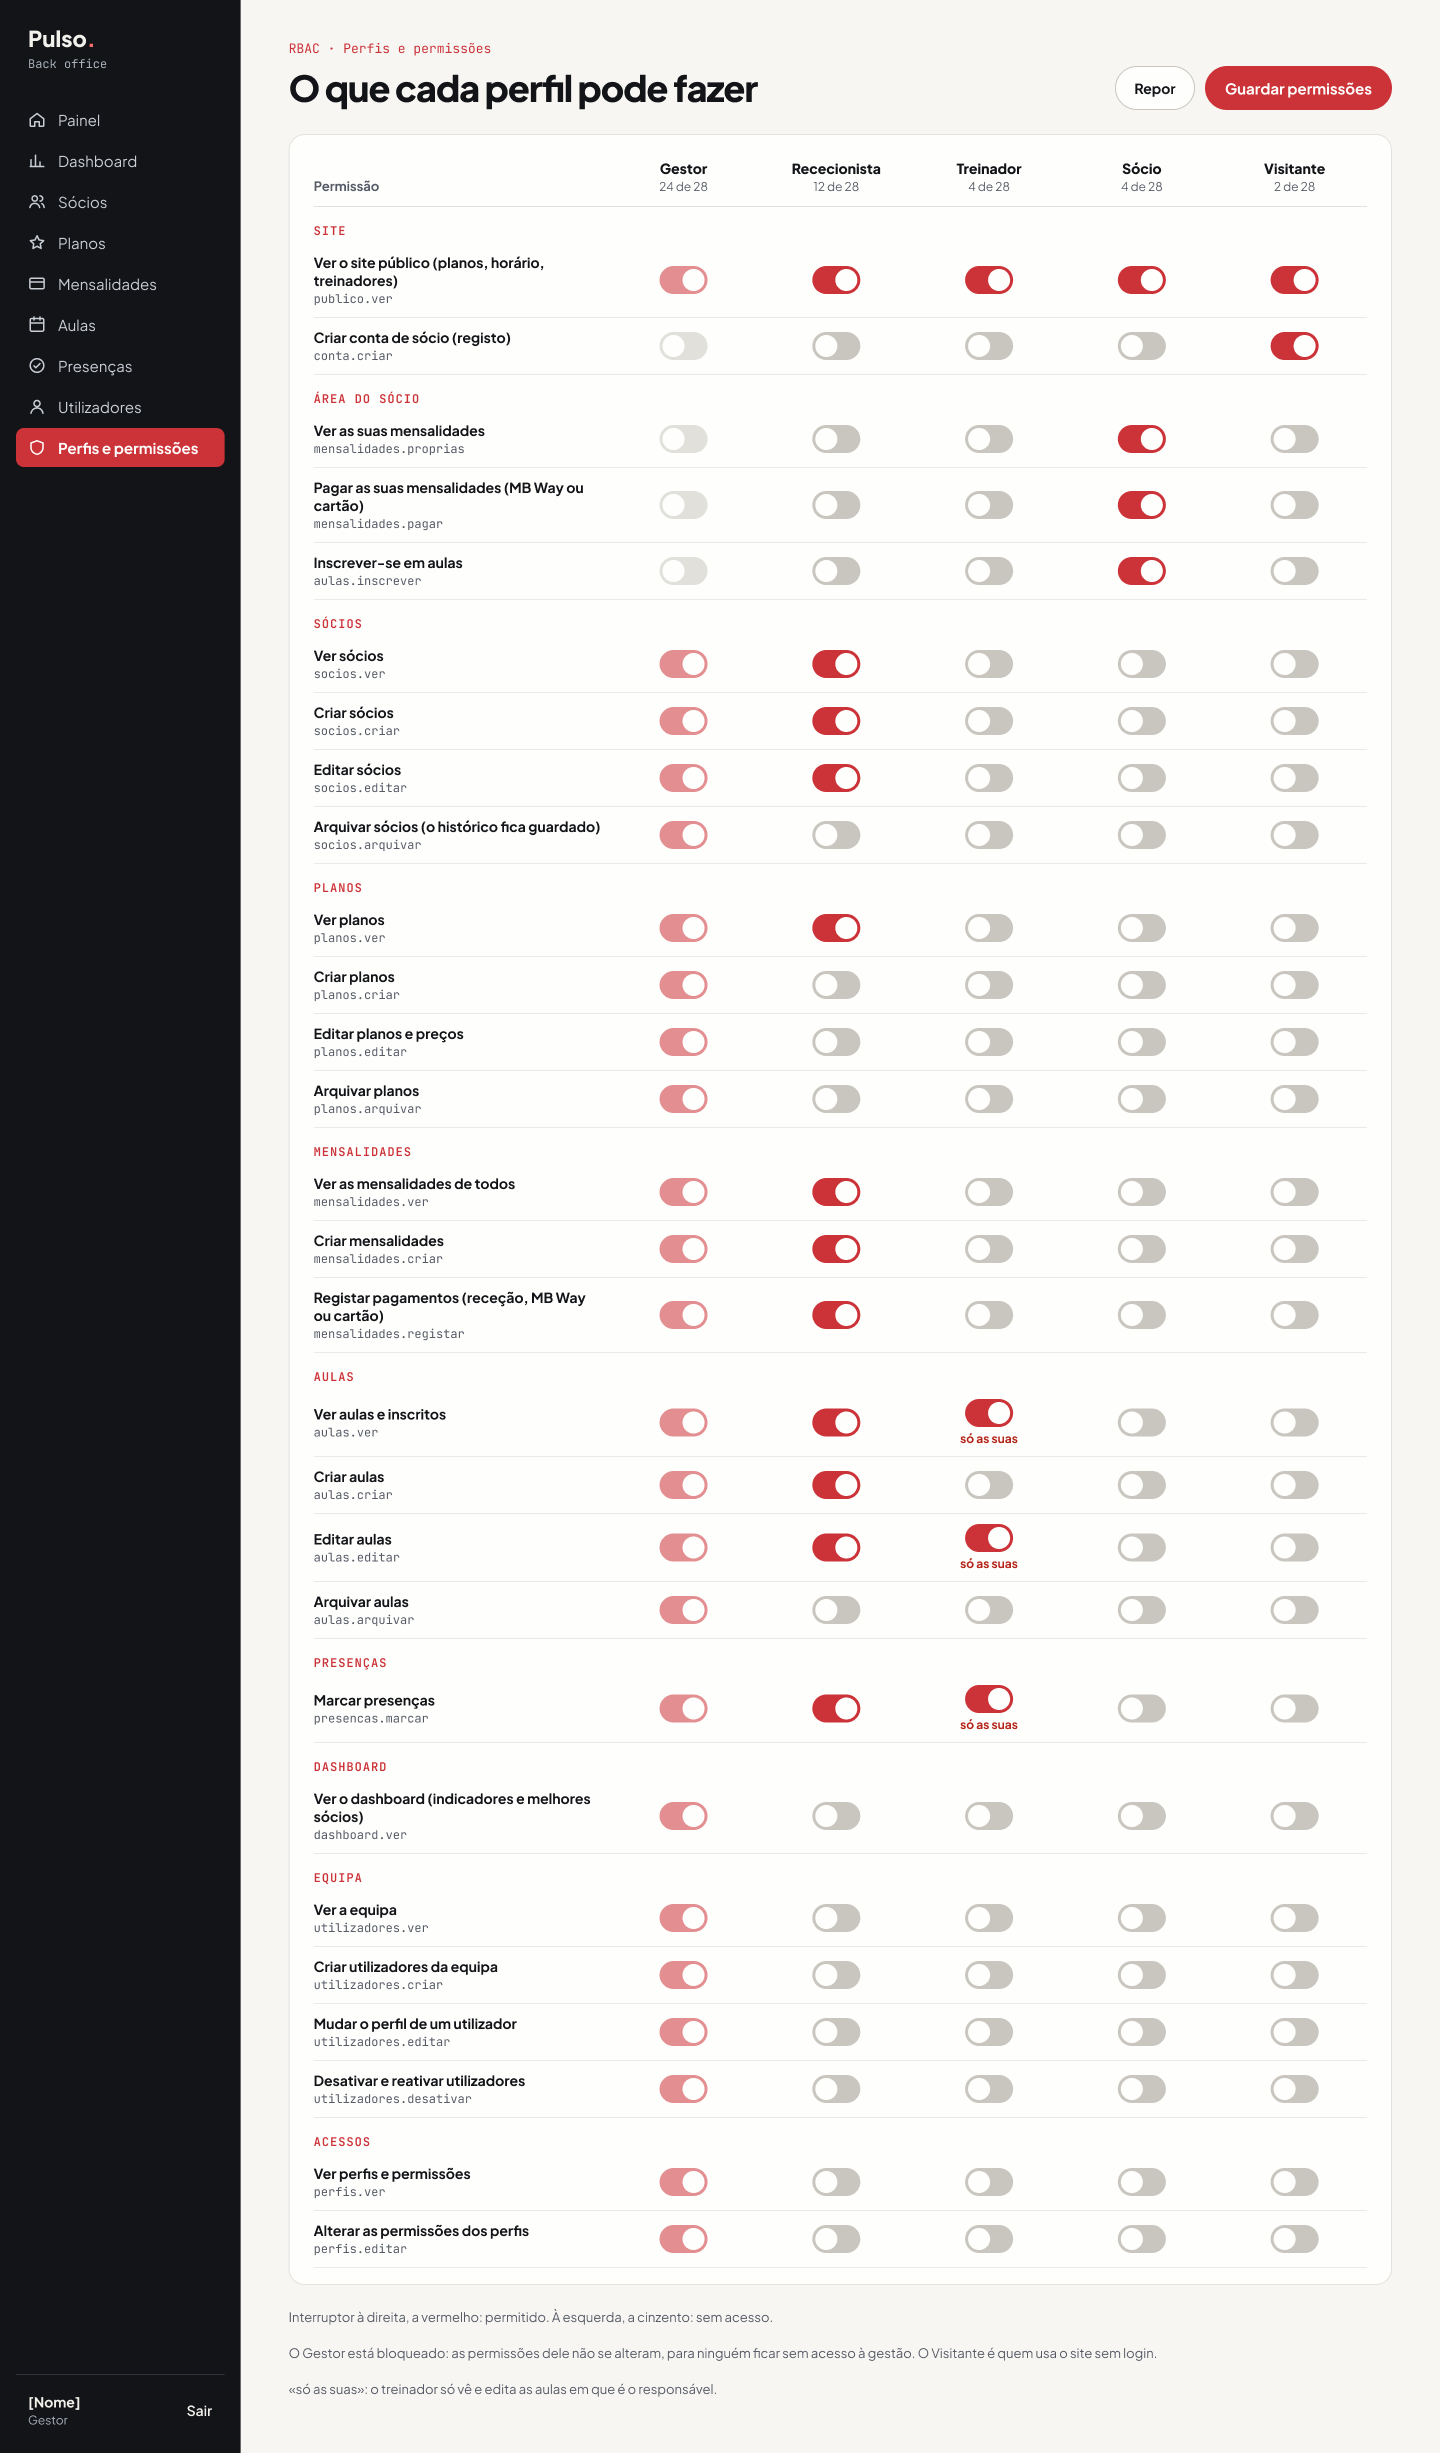 Pulso.
Back office
Painel
Dashboard
Sócios
Planos
Mensalidades
Aulas
Presenças
Utilizadores
Perfis e permissões
[Nome]
Gestor
Sair
RBAC · Perfis e permissões
O que cada perfil pode fazer
Repor
Guardar permissões
Permissão
Gestor
24 de 28
Rececionista
12 de 28
Treinador
4 de 28
Sócio
4 de 28
Visitante
2 de 28
SITE
Ver o site público (planos, horário,
treinadores)
publico.ver
Criar conta de sócio (registo)
conta.criar
ÁREA DO SÓCIO
Ver as suas mensalidades
mensalidades.proprias
Pagar as suas mensalidades (MB Way ou
cartão)
mensalidades.pagar
Inscrever-se em aulas
aulas.inscrever
SÓCIOS
Ver sócios
socios.ver
Criar sócios
socios.criar
Editar sócios
socios.editar
Arquivar sócios (o histórico fica guardado)
socios.arquivar
PLANOS
Ver planos
planos.ver
Criar planos
planos.criar
Editar planos e preços
planos.editar
Arquivar planos
planos.arquivar
MENSALIDADES
Ver as mensalidades de todos
mensalidades.ver
Criar mensalidades
mensalidades.criar
Registar pagamentos (receção, MB Way
ou cartão)
mensalidades.registar
AULAS
Ver aulas e inscritos
aulas.ver
só as suas
Criar aulas
aulas.criar
Editar aulas
aulas.editar
só as suas
Arquivar aulas
aulas.arquivar
PRESENÇAS
Marcar presenças
presencas.marcar
só as suas
DASHBOARD
Ver o dashboard (indicadores e melhores
sócios)
dashboard.ver
EQUIPA
Ver a equipa
utilizadores.ver
Criar utilizadores da equipa
utilizadores.criar
Mudar o perfil de um utilizador
utilizadores.editar
Desativar e reativar utilizadores
utilizadores.desativar
ACESSOS
Ver perfis e permissões
perfis.ver
Alterar as permissões dos perfis
perfis.editar
Interruptor à direita, a vermelho: permitido. À esquerda, a cinzento: sem acesso.
O Gestor está bloqueado: as permissões dele não se alteram, para ninguém ficar sem acesso à gestão. O Visitante é quem usa o site sem login.
«só as suas»: o treinador só vê e edita as aulas em que é o responsável.